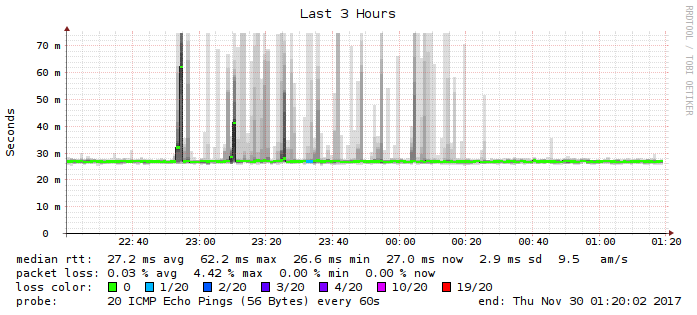 Last 3 Hours
RRDTOOL / TOBI OETIKER
Seconds
70 m
60 m
50 m
40 m
30 m
20 m
10 m
0
22:40 23:00 23:20 23:40 00:00 00:20 00:40 01:00 01:20
median rtt: 27.2 ms avg 62.2 ms max 26.6 ms min 27.0 ms now 2.9 ms sd 9.5 am/s
packet loss: 0.03 % avg 4.42 % max 0.00 % min 0.00 % now
loss color: 0 1/20 2/20 3/20 4/20 10/20 19/20
probe: 20 ICMP Echo Pings (56 Bytes) every 60s end: Thu Nov 30 01:20:02 2017